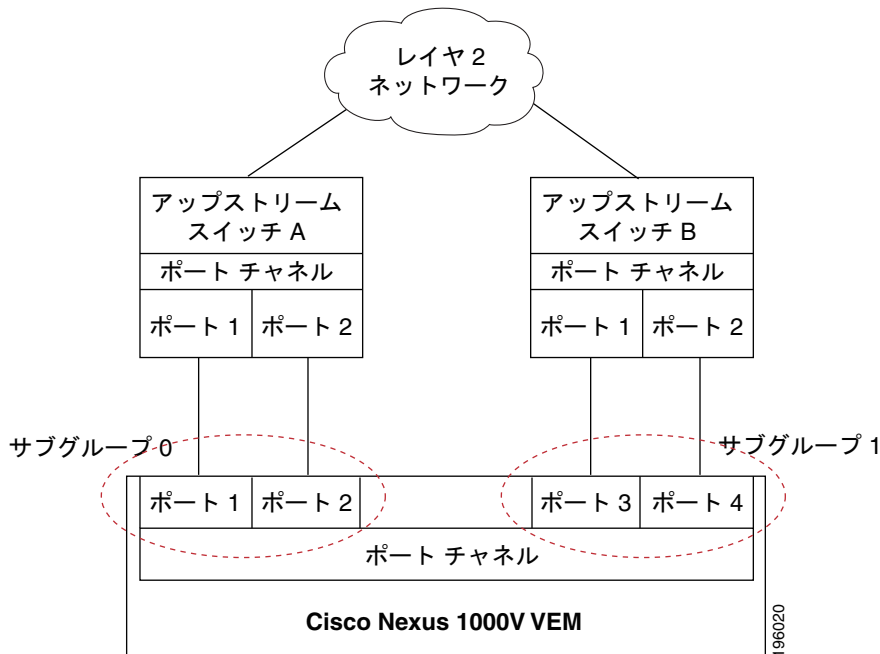 レイヤ 2
ネットワーク
アップストリーム
スイッチ A
ポート チャネル
ポート 1
ポート 2
アップストリーム
スイッチ B
ポート チャネル
ポート 1
ポート 2
サブグループ 0
サブグループ 1
ポート 1
ポート 2
ポート 3
ポート 4
ポート チャネル
Cisco Nexus 1000V VEM
196020